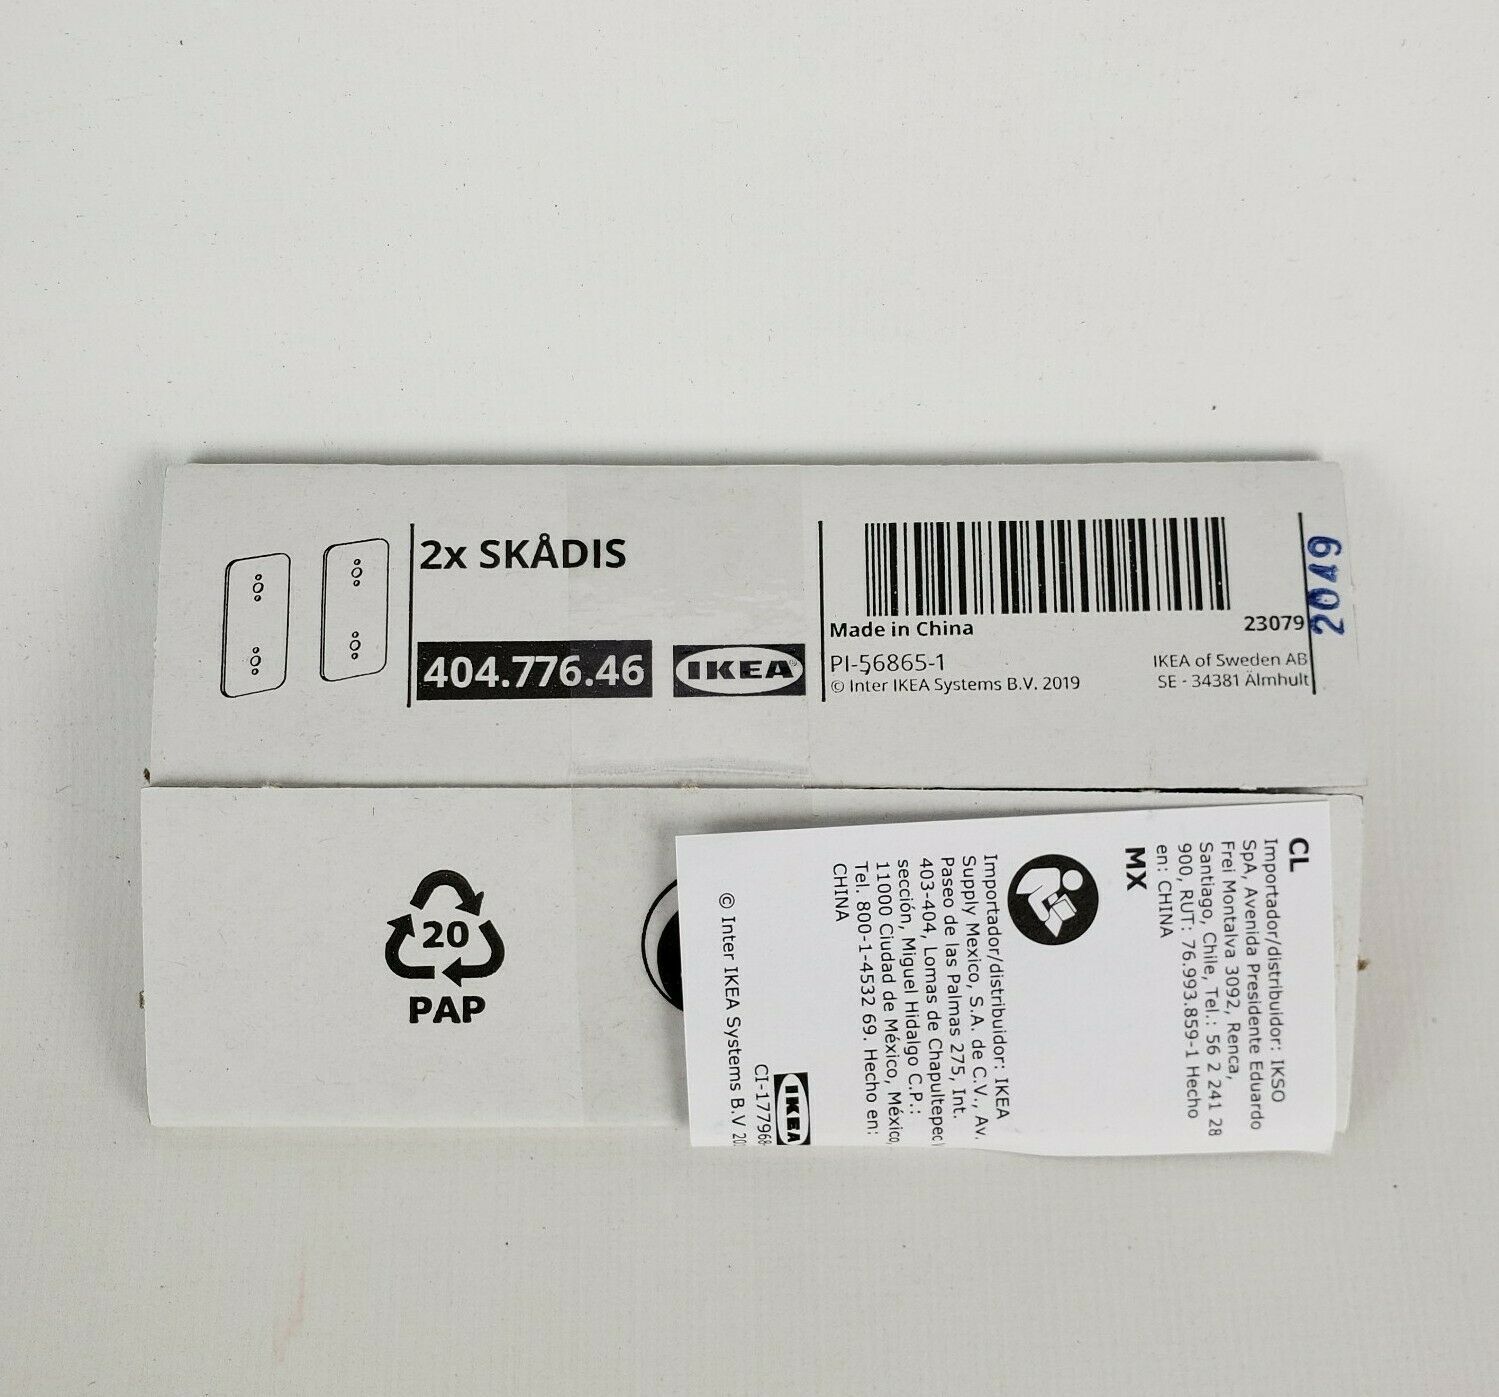 2x SKÅDIS
404.776.46
IKEA®
Made in China
23079
PI-56865-1
© Inter IKEA Systems B.V. 2019
IKEA of Sweden AB
SE - 34381 Älmhult
2019
20
PAP
CL
Importador/distribuidor: IKSO
SpA, Avenida Presidente Eduardo
Frei Montalva 3092, Renca,
Santiago, Chile, Tel.: 56 2 241 28
900, RUT: 76.993.859-1 Hecho
en: CHINA
MX
Importador/distribuidor: IKEA
Supply Mexico, S.A. de C.V., Av.
Paseo de las Palmas 275, Int.
403-404, Lomas de Chapultepec
sección, Miguel Hidalgo C.P.:
11000 Ciudad de México, México,
Tel. 800-1-4532 69. Hecho en:
CHINA
IKEA
CI-17796
© Inter IKEA Systems B.V